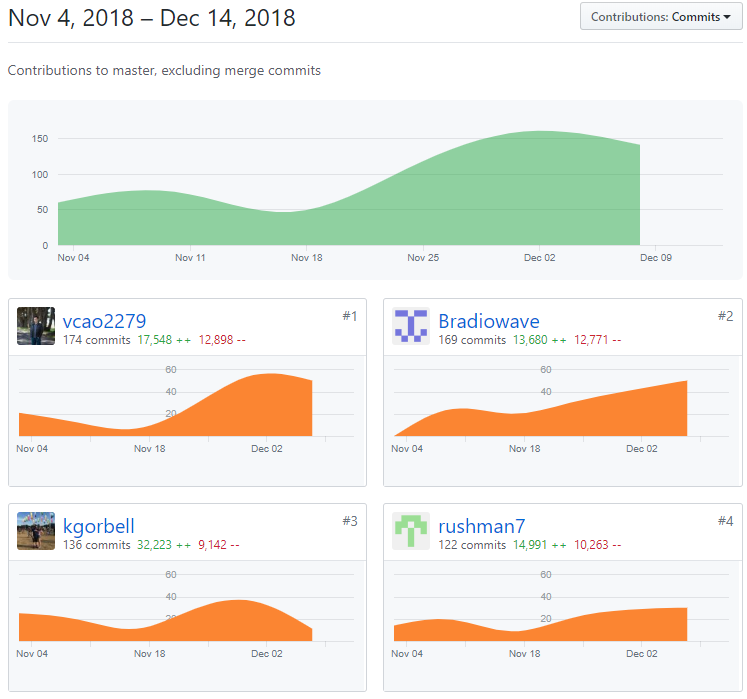 Nov 4, 2018 – Dec 14, 2018
Contributions: Commits
Contributions to master, excluding merge commits
150
100
50
0
Nov 04 Nov 11 Nov 18 Nov 25 Dec 02 Dec 09
vcao2279 #1
174 commits 17,548 ++ 12,898 --
60
40
20
Nov 04 Nov 18 Dec 02
Bradiowave #2
169 commits 13,680 ++ 12,771 --
60
40
Nov 04 Nov 18 Dec 02
kgorbell #3
136 commits 32,223 ++ 9,142 --
60
40
20
Nov 04 Nov 18 Dec 02
rushman7 #4
122 commits 14,991 ++ 10,263 --
60
40
20
Nov 04 Nov 18 Dec 02